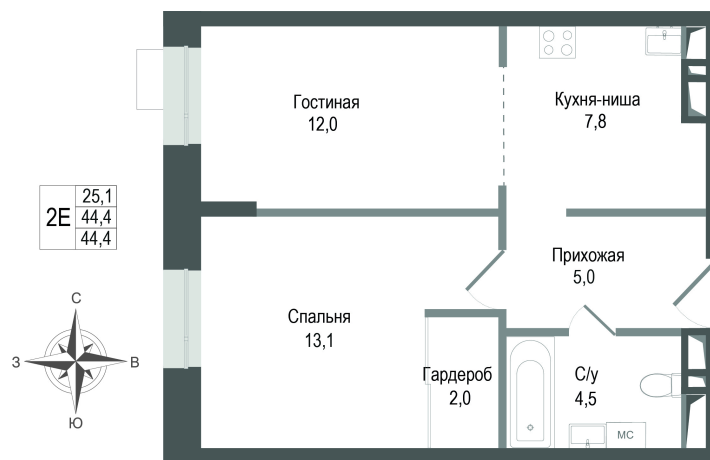 Гостиная
12,0
Кухня-ниша
7,8
2Е
25,1
44,4
44,4
Прихожая
5,0
С
З
В
Ю
Спальня
13,1
Гардероб
2,0
С/у
4,5
МС